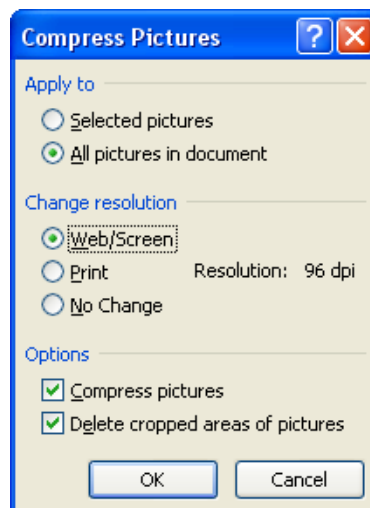 Compress Pictures ?
Apply to
Selected pictures
All pictures in document
Change resolution
Web/Screen
Print Resolution: 96 dpi
No Change
Options
Compress pictures
Delete cropped areas of pictures
OK Cancel